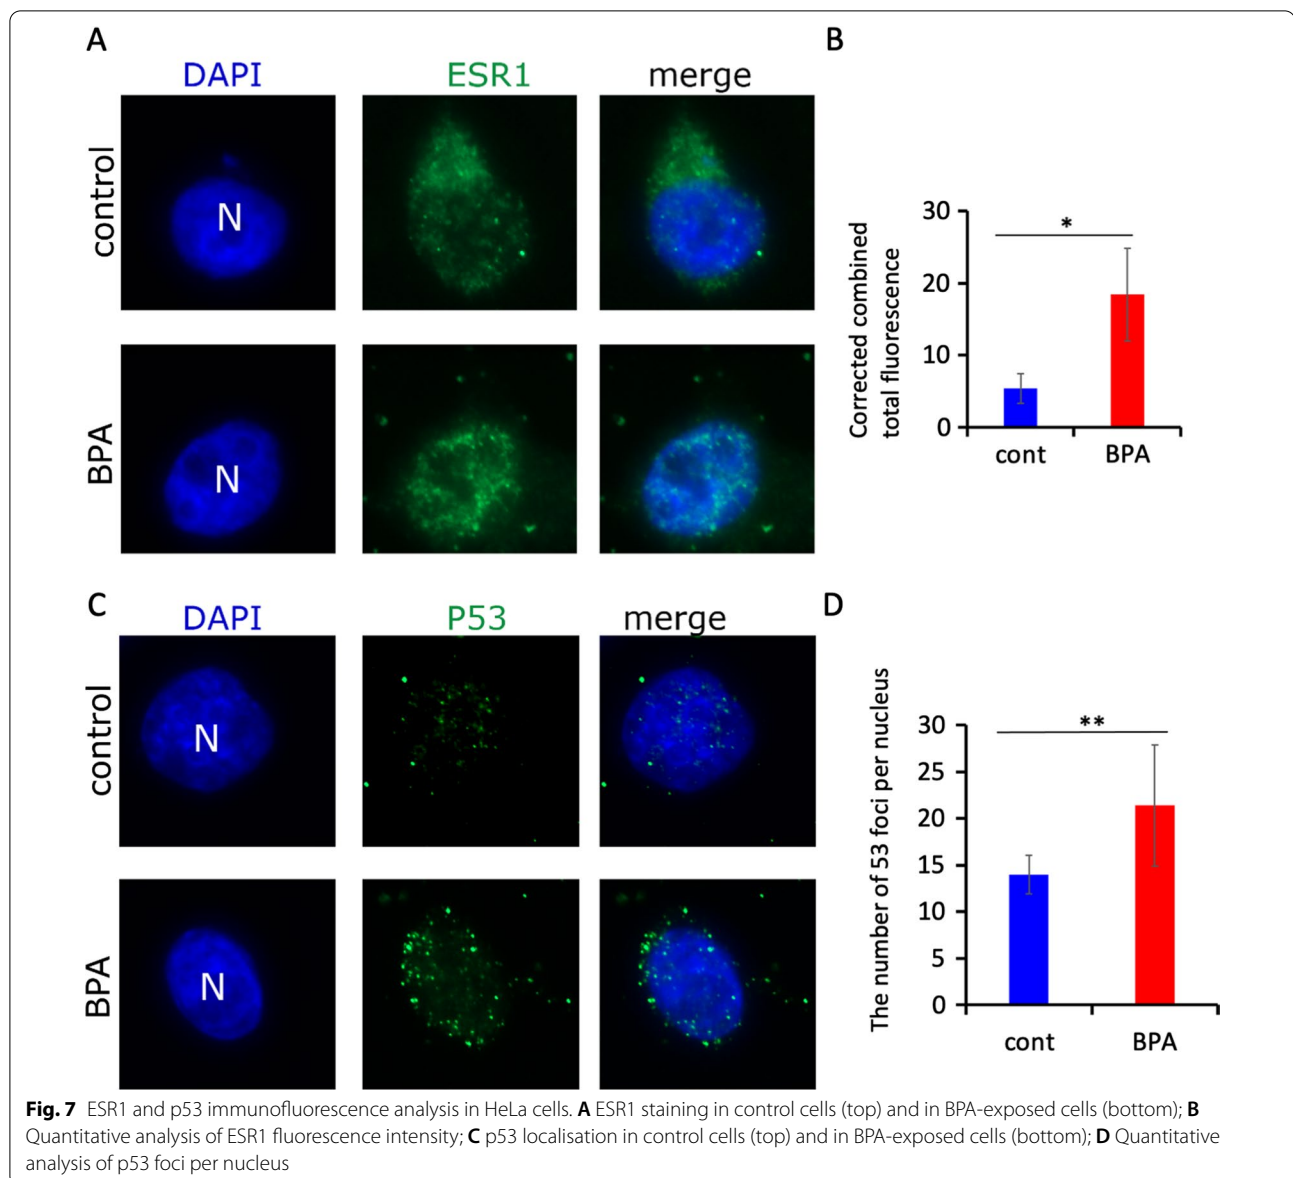 A
DAPI
ESR1
merge
control
N
BPA
N
B
Corrected combined
total fluorescence
30
20
10
0
*
cont
BPA
C
DAPI
P53
merge
control
N
BPA
N
D
The number of 53 foci per nucleus
30
25
20
15
10
5
0
**
cont
BPA
Fig. 7 ESR1 and p53 immunofluorescence analysis in HeLa cells. A ESR1 staining in control cells (top) and in BPA-exposed cells (bottom); B
Quantitative analysis of ESR1 fluorescence intensity; C p53 localisation in control cells (top) and in BPA-exposed cells (bottom); D Quantitative
analysis of p53 foci per nucleus